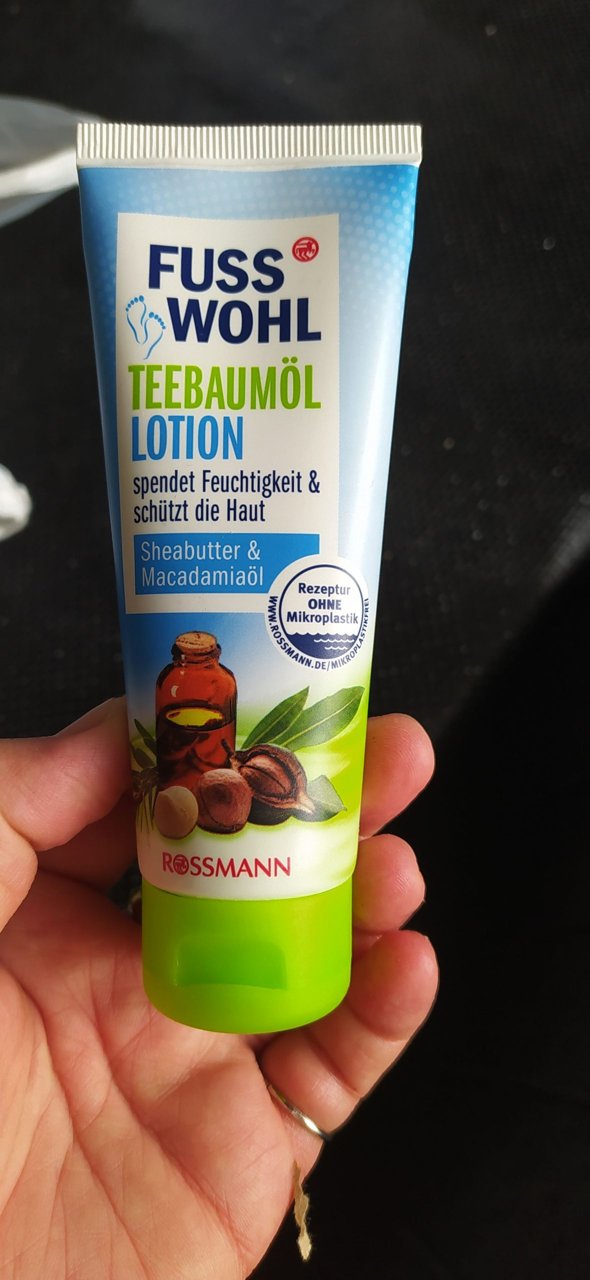 FUSS
WOHL
TEEBAUMÖL
LOTION
spendet Feuchtigkeit &
schützt die Haut
Sheabutter &
Macadamiaöl
Rezeptur
OHNE
Mikroplastik
WWW.ROSSMANN.DE/MIKROPLASTIKFREI
ROSSMANN